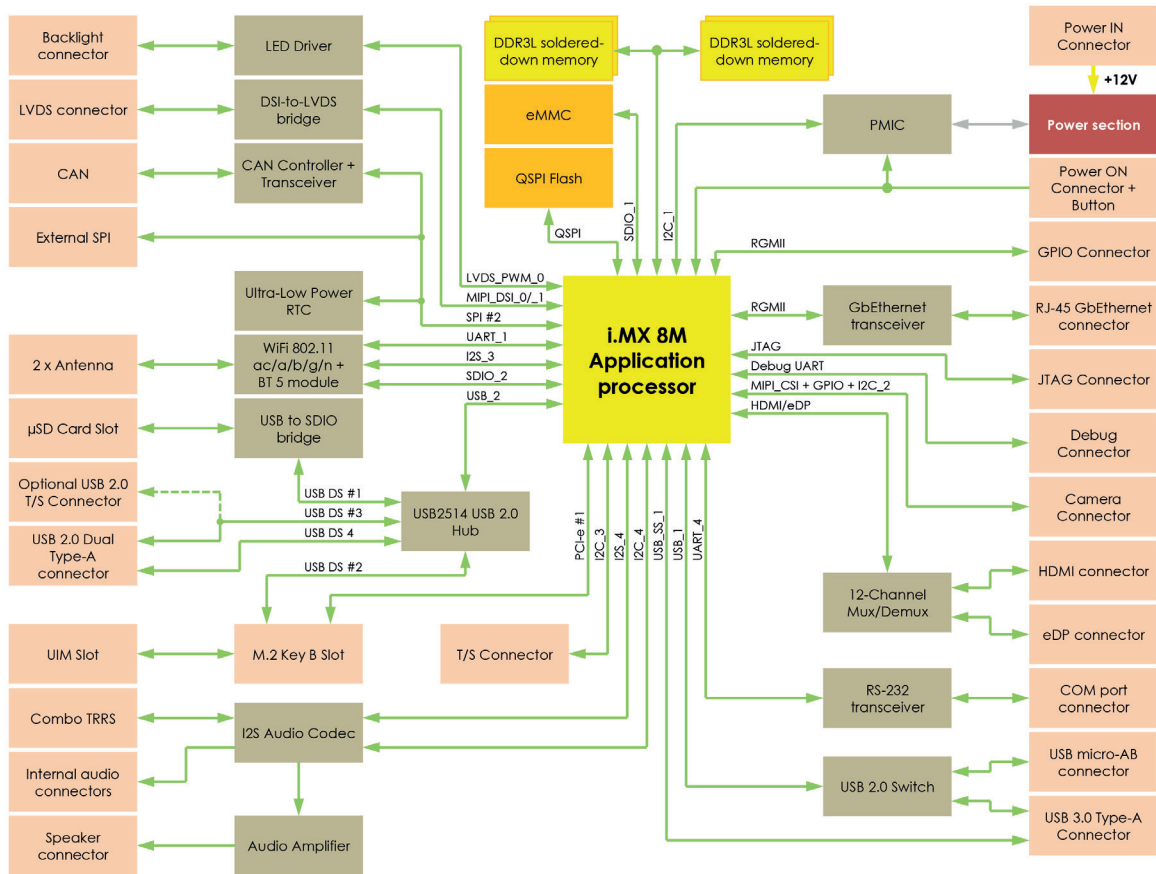 Backlight
connector
LED Driver
DDR3L soldered-
down memory
DDR3L soldered-
down memory
Power IN
Connector
+12V
LVDS connector
DSI-to-LVDS
bridge
eMMC
PMIC
Power section
CAN
CAN Controller +
Transceiver
QSPI Flash
Power ON
Connector +
Button
External SPI
QSPI
SDIO_1
I2C_1
RGMII
GPIO Connector
LVDS_PWM_0
MIPI_DSI_0/_1
SPI #2
UART_1
I2S_3
SDIO_2
USB_2
Ultra-Low Power
RTC
i.MX 8M
Application
processor
RGMII
GbEthernet
transceiver
RJ-45 GbEthernet
connector
2 x Antenna
WiFi 802.11
ac/a/b/g/n +
BT 5 module
JTAG
Debug UART
MIPI_CSI + GPIO + I2C_2
HDMI/eDP
JTAG Connector
µSD Card Slot
USB to SDIO
bridge
Debug
Connector
Optional USB 2.0
T/S Connector
USB DS #1
USB DS #3
USB DS 4
USB DS #2
USB2514 USB 2.0
Hub
PCI-e #1
I2C_3
I2S_4
I2C_4
USB_SS_1
USB_1
UART_4
Camera
Connector
USB 2.0 Dual
Type-A
connector
12-Channel
Mux/Demux
HDMI connector
eDP connector
UIM Slot
M.2 Key B Slot
T/S Connector
Combo TRRS
I2S Audio Codec
RS-232
transceiver
COM port
connector
Internal audio
connectors
USB 2.0 Switch
USB micro-AB
connector
Speaker
connector
Audio Amplifier
USB 3.0 Type-A
Connector